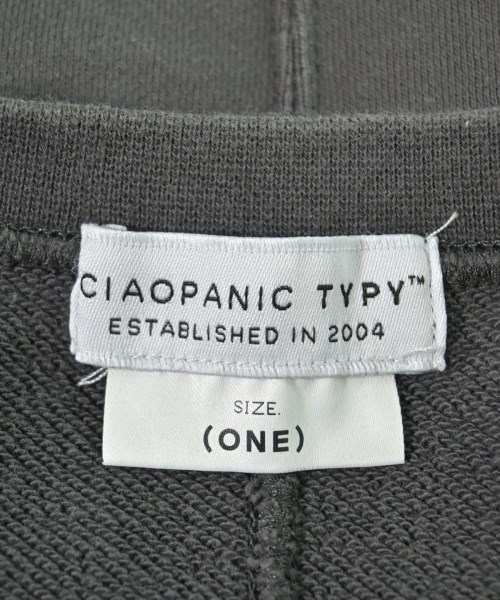 CIAOPANIC TYPY™
ESTABLISHED IN 2004
SIZE.
(ONE)